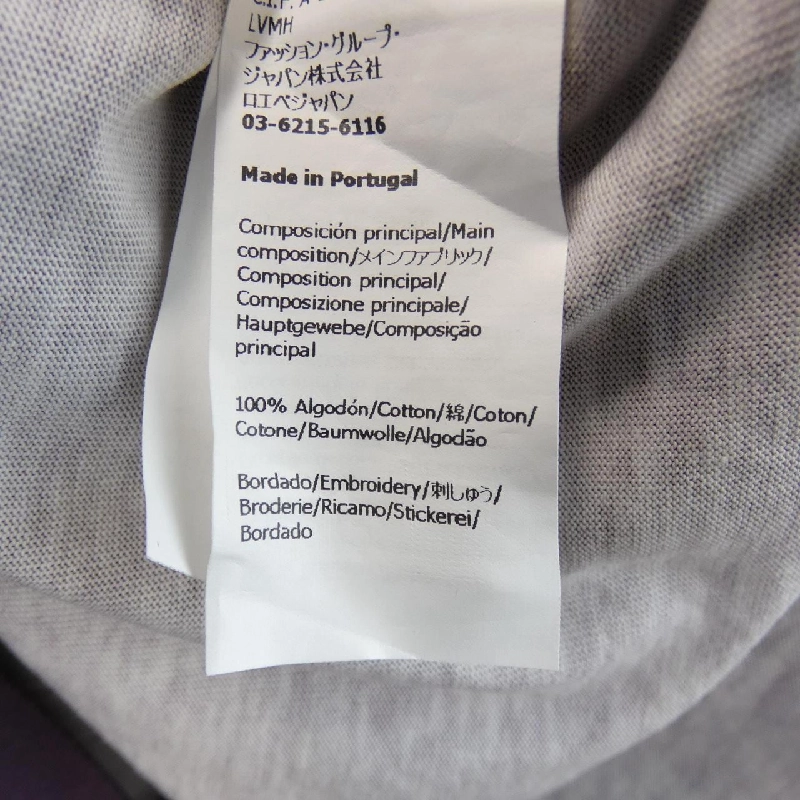 LVMH
ファッション・グループ・
ジャパン株式会社
ロエベジャパン
03-6215-6116
Made in Portugal
Composición principal/Main
composition/メインファブリック/
Composition principal/
Composizione principale/
Hauptgewebe/Composição
principal
100% Algodón/Cotton/綿/Coton/
Cotone/Baumwolle/Algodão
Bordado/Embroidery/刺しゅう/
Broderie/Ricamo/Stickerei/
Bordado